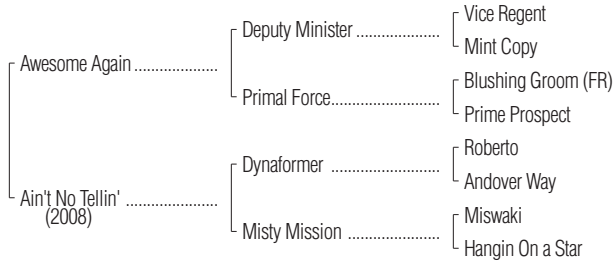 Vice Regent
Deputy Minister ..................
Mint Copy
Awesome Again ..................
Blushing Groom (FR)
Primal Force.......................
Prime Prospect
Roberto
Dynaformer .......................
Andover Way
Ain't No Tellin' ...................
(2008)
Miswaki
Misty Mission ...................
Hangin On a Star